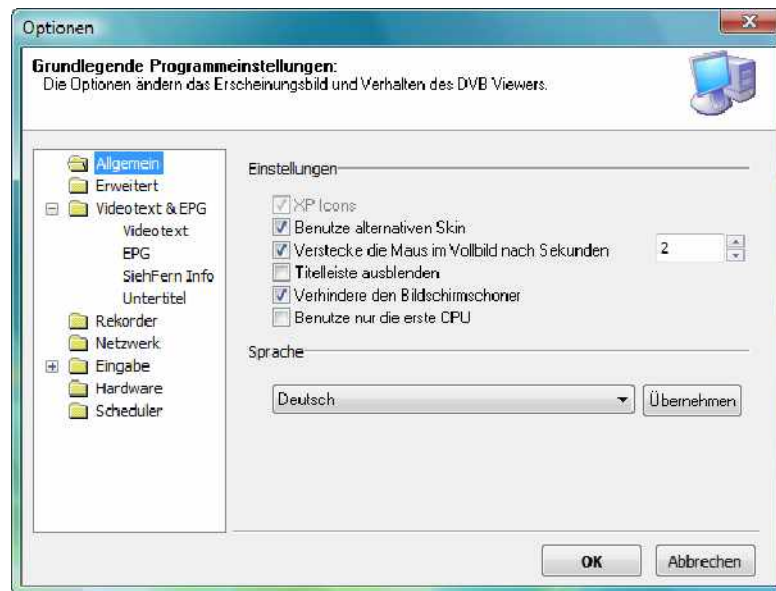 Optionen
Grundlegende Programmeinstellungen:
Die Optionen ändern das Erscheinungsbild und Verhalten des DVB Viewers.
Allgemein
Erweitert
Videotext & EPG
Videotext
EPG
SiehFern Info
Untertitel
Rekorder
Netzwerk
Eingabe
Hardware
Scheduler
Einstellungen
XP Icons
Benutze alternativen Skin
Verstecke die Maus im Vollbild nach Sekunden 2
Titelleiste ausblenden
Verhindere den Bildschirmschoner
Benutze nur die erste CPU
Sprache
Deutsch Übernehmen
OK Abbrechen